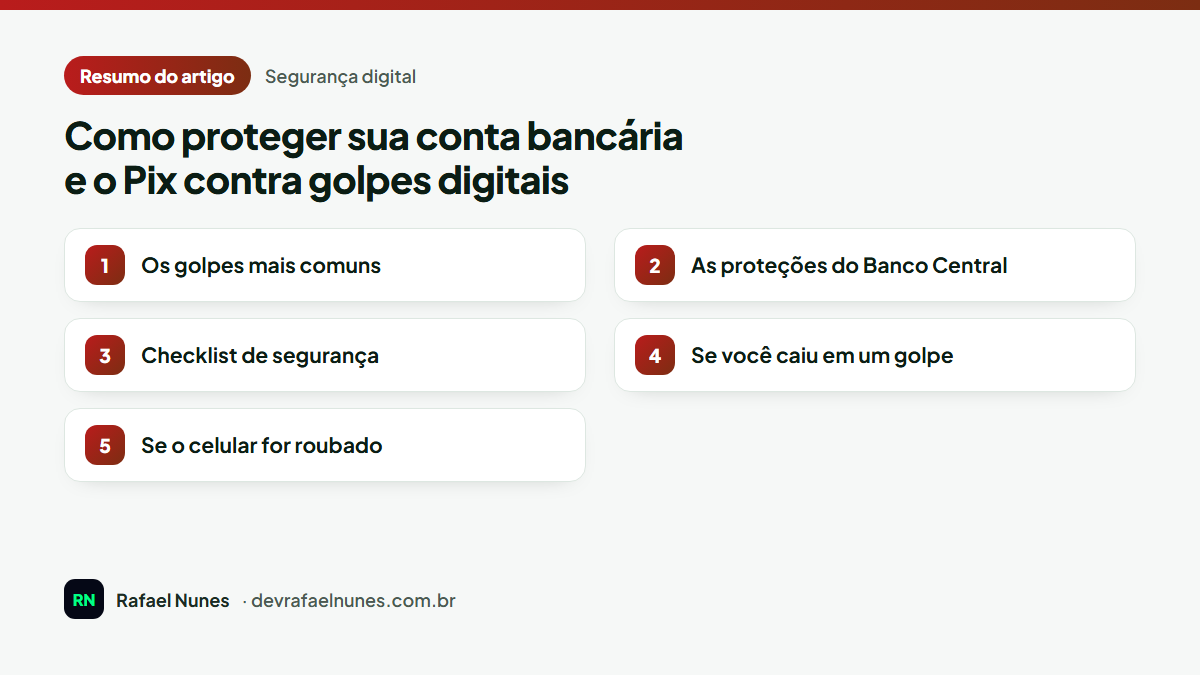 Resumo do artigo
Segurança digital
Como proteger sua conta bancária
e o Pix contra golpes digitais
1 Os golpes mais comuns
2 As proteções do Banco Central
3 Checklist de segurança
4 Se você caiu em um golpe
5 Se o celular for roubado
RN Rafael Nunes · devrafaelnunes.com.br